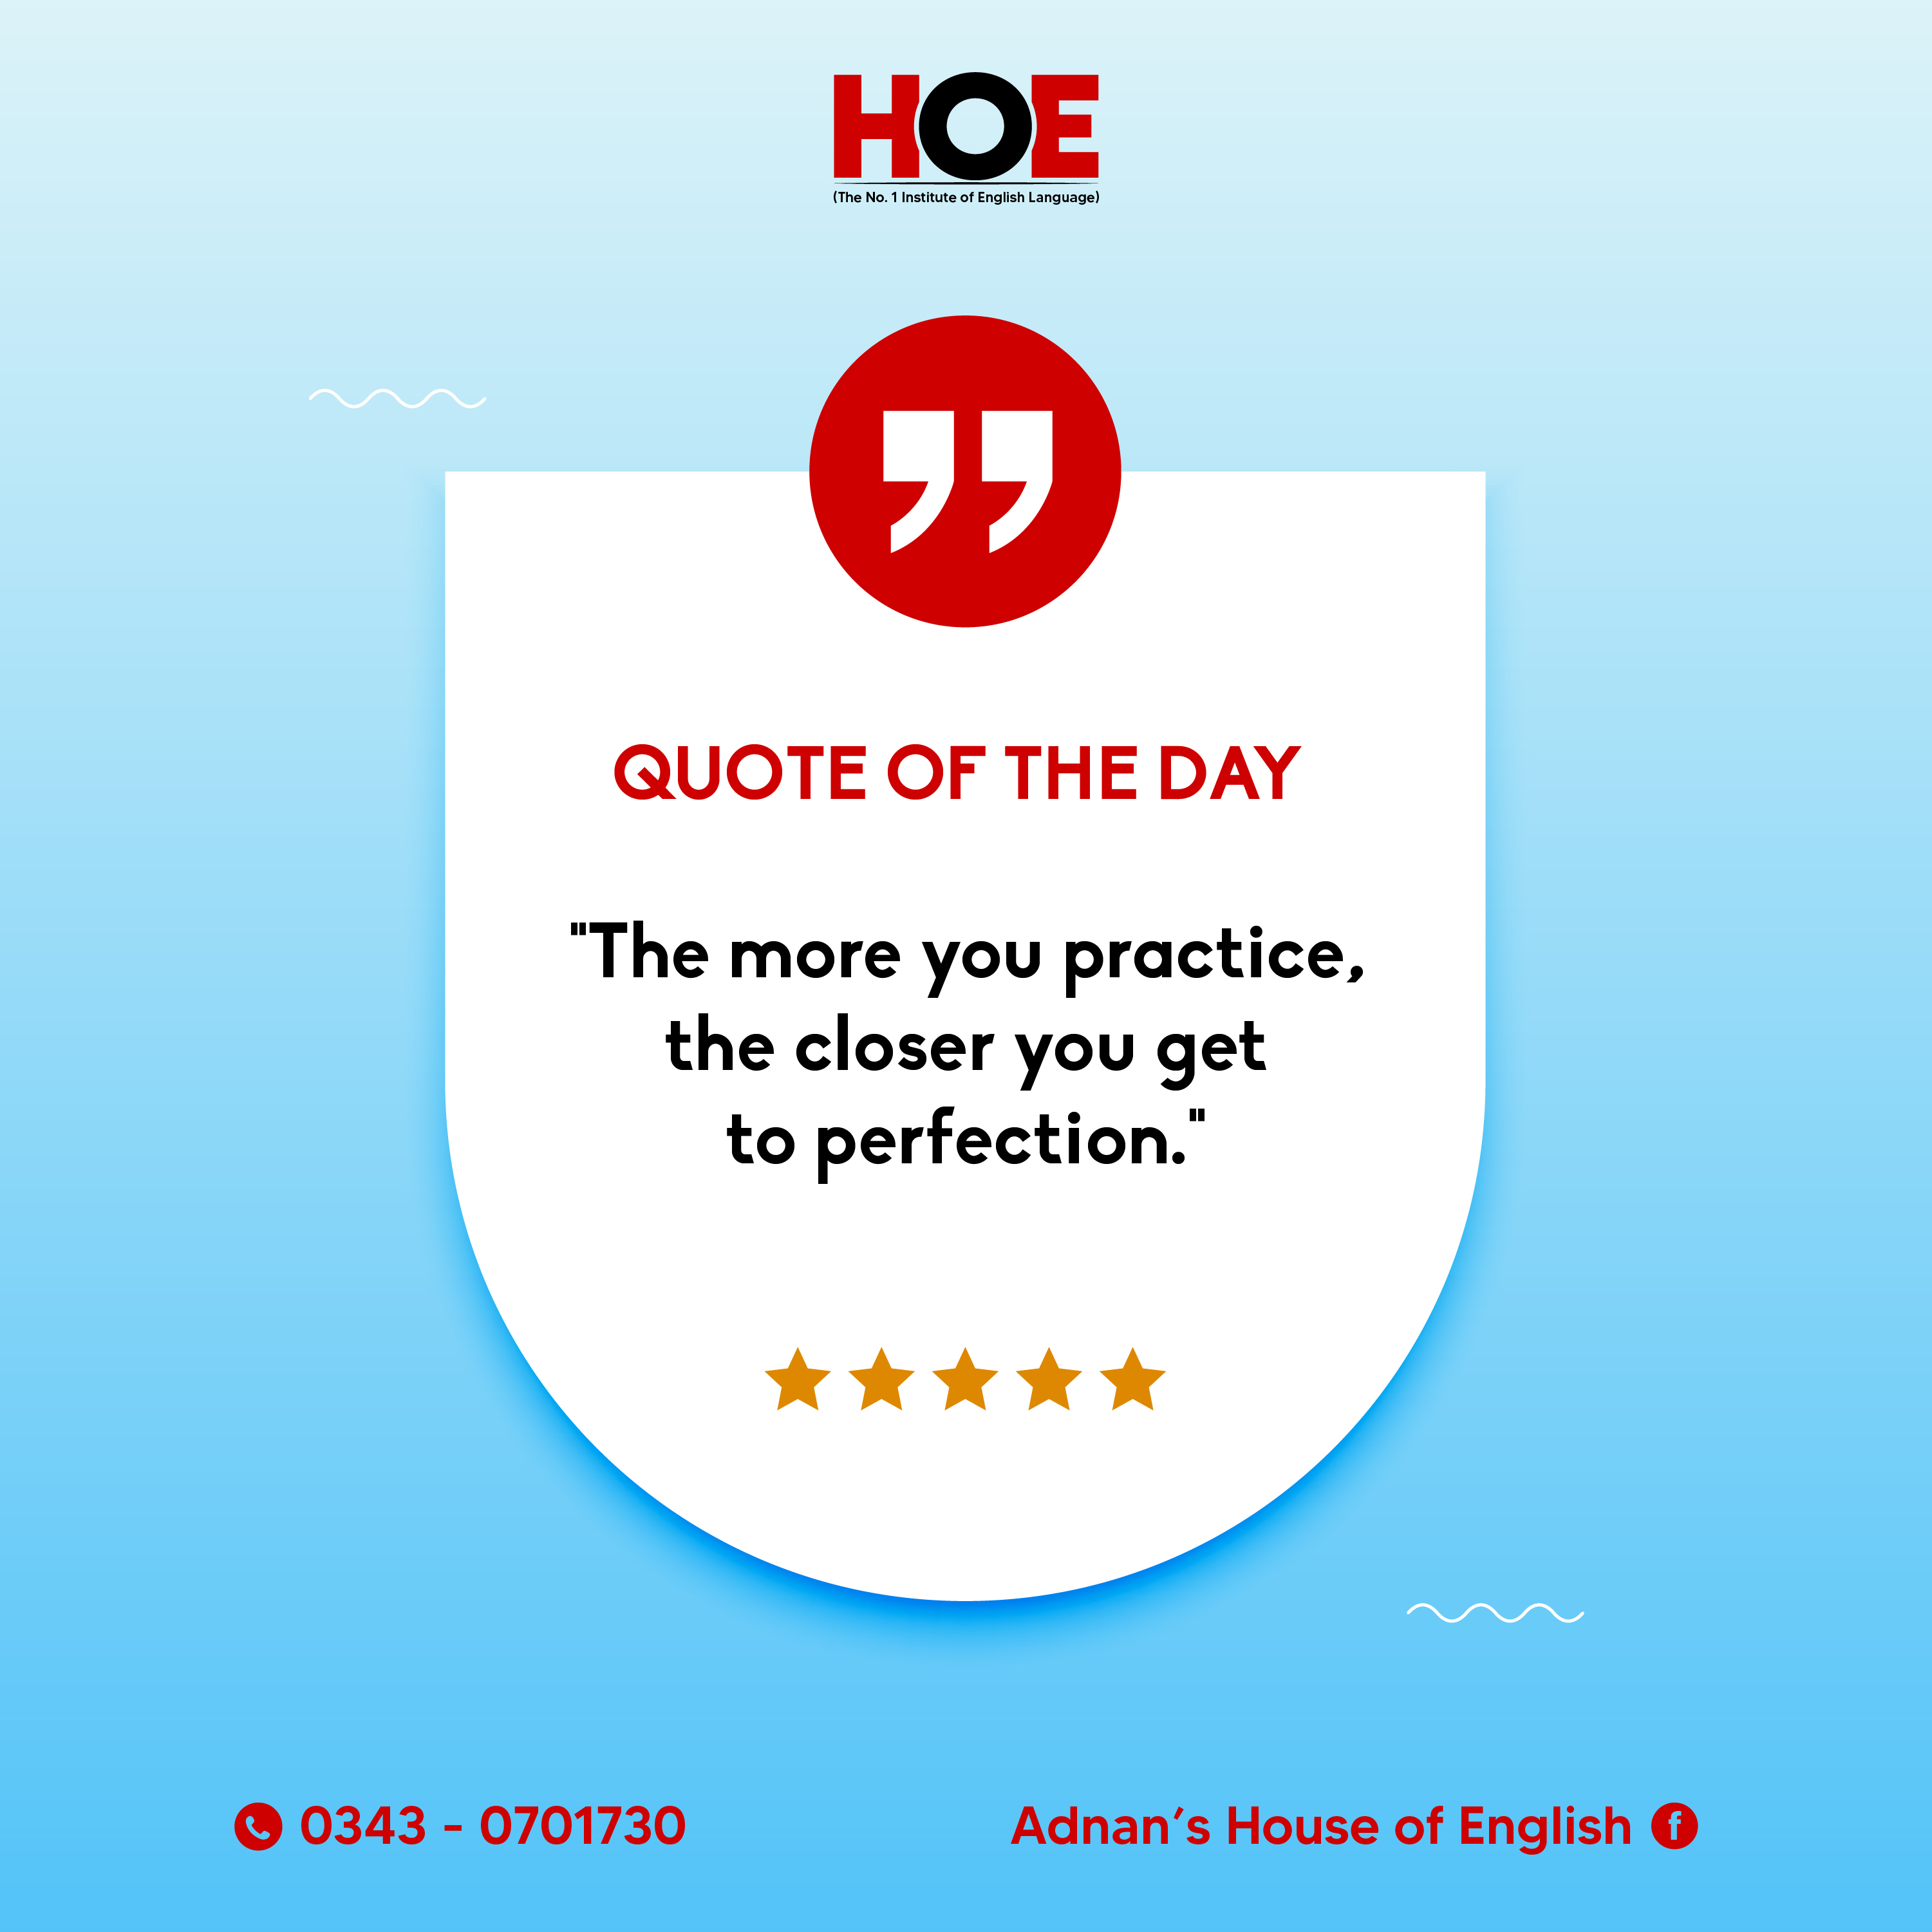 HOE
(The No. 1 Institute of English Language)
QUOTE OF THE DAY
"The more you practice,
the closer you get
to perfection."
0343 - 0701730
Adnan's House of English